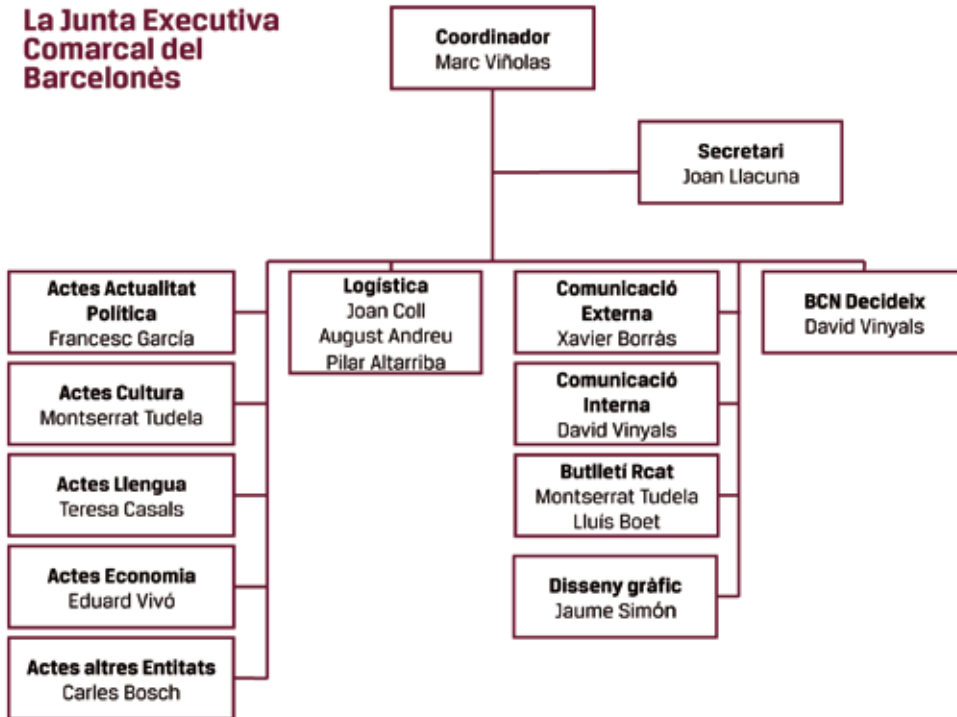 La Junta Executiva
Comarcal del
Barcelonès
Coordinador
Marc Viñolas
Secretari
Joan Llacuna
Actes Actualitat
Política
Francesc García
Actes Cultura
Montserrat Tudela
Actes Llengua
Teresa Casals
Actes Economia
Eduard Vivó
Actes altres Entitats
Carles Bosch
Logística
Joan Coll
August Andreu
Pilar Altarriba
Comunicació
Externa
Xavier Borràs
Comunicació
Interna
David Vinyals
Butlletí Rcat
Montserrat Tudela
Lluís Boet
Disseny gràfic
Jaume Simón
BCN Decideix
David Vinyals